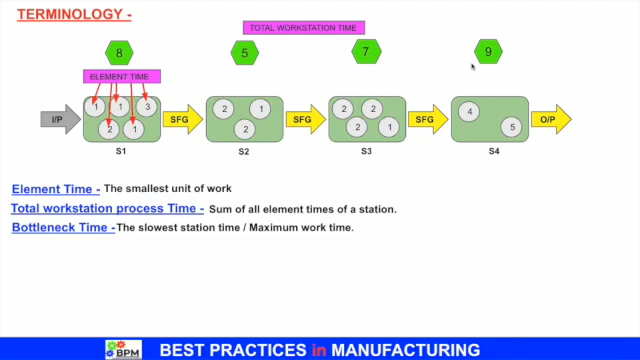 TERMINOLOGY -
TOTAL WORKSTATION TIME
8 5 7 9
ELEMENT TIME
1 1 3 2 1 2 2 1 4
I/P 2 1 SFG 2 SFG 2 1 SFG 5 O/P
S1 S2 S3 S4
Element Time - The smallest unit of work
Total workstation process Time - Sum of all element times of a station.
Bottleneck Time - The slowest station time / Maximum work time.
BPM BEST PRACTICES in MANUFACTURING